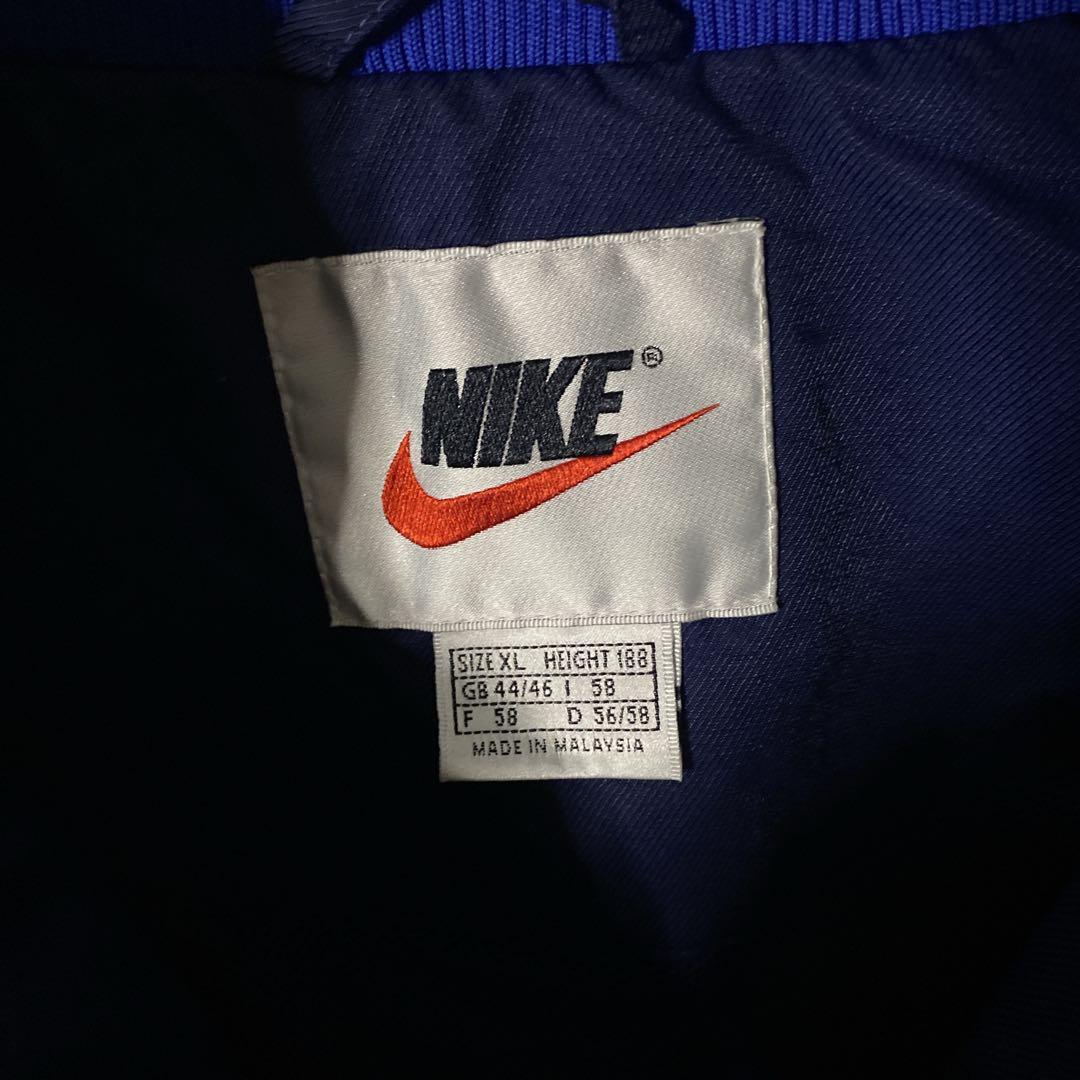 NIKE®
SIZE XL HEIGHT 188
GB 44/46 I 58
F 58 D 56/58
MADE IN MALAYSIA